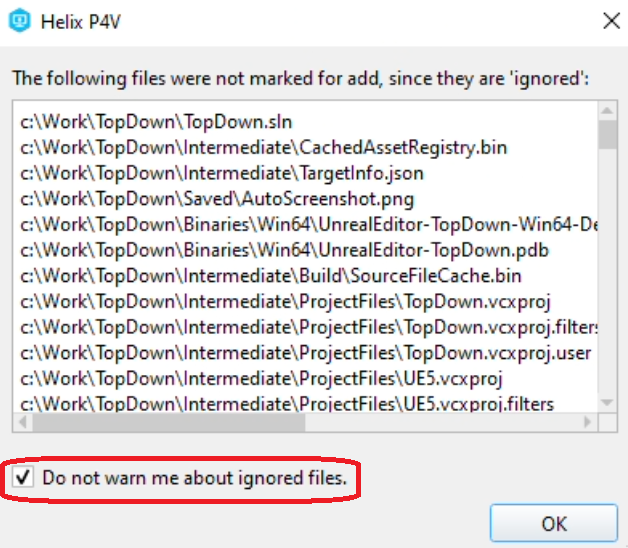 Helix P4V
The following files were not marked for add, since they are 'ignored':
c:\Work\TopDown\TopDown.sln
c:\Work\TopDown\Intermediate\CachedAssetRegistry.bin
c:\Work\TopDown\Intermediate\TargetInfo.json
c:\Work\TopDown\Saved\AutoScreenshot.png
c:\Work\TopDown\Binaries\Win64\UnrealEditor-TopDown-Win64-De
c:\Work\TopDown\Binaries\Win64\UnrealEditor-TopDown.pdb
c:\Work\TopDown\Intermediate\Build\SourceFileCache.bin
c:\Work\TopDown\Intermediate\ProjectFiles\TopDown.vcxproj
c:\Work\TopDown\Intermediate\ProjectFiles\TopDown.vcxproj.filters
c:\Work\TopDown\Intermediate\ProjectFiles\TopDown.vcxproj.user
c:\Work\TopDown\Intermediate\ProjectFiles\UE5.vcxproj
c:\Work\TopDown\Intermediate\ProjectFiles\UE5.vcxproj.filters
Do not warn me about ignored files.
OK